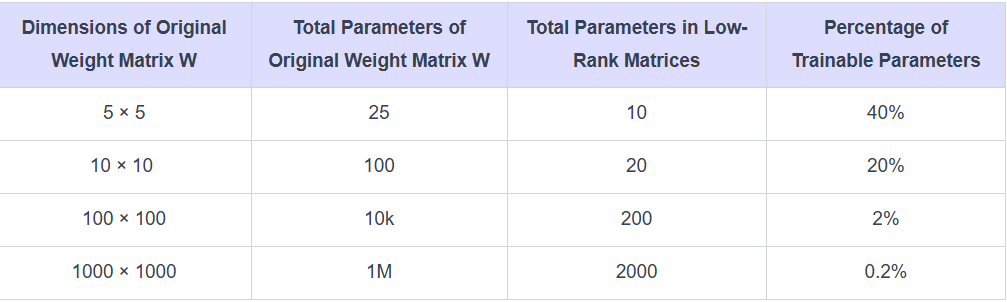 Dimensions of Original Weight Matrix W | Total Parameters of Original Weight Matrix W | Total Parameters in Low-Rank Matrices | Percentage of Trainable Parameters
5 × 5 | 25 | 10 | 40%
10 × 10 | 100 | 20 | 20%
100 × 100 | 10k | 200 | 2%
1000 × 1000 | 1M | 2000 | 0.2%